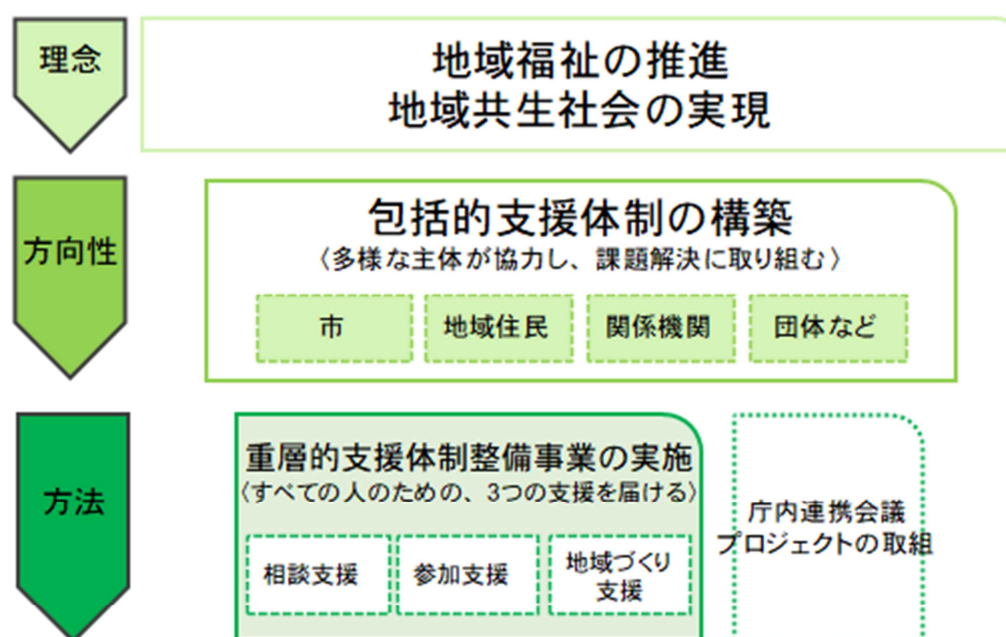 理念
地域福祉の推進
地域共生社会の実現
方向性
包括的支援体制の構築
〈多様な主体が協力し、課題解決に取り組む〉
市
地域住民
関係機関
団体など
方法
重層的支援体制整備事業の実施
〈すべての人のための、3つの支援を届ける〉
相談支援
参加支援
地域づくり
支援
庁内連携会議
プロジェクトの取組